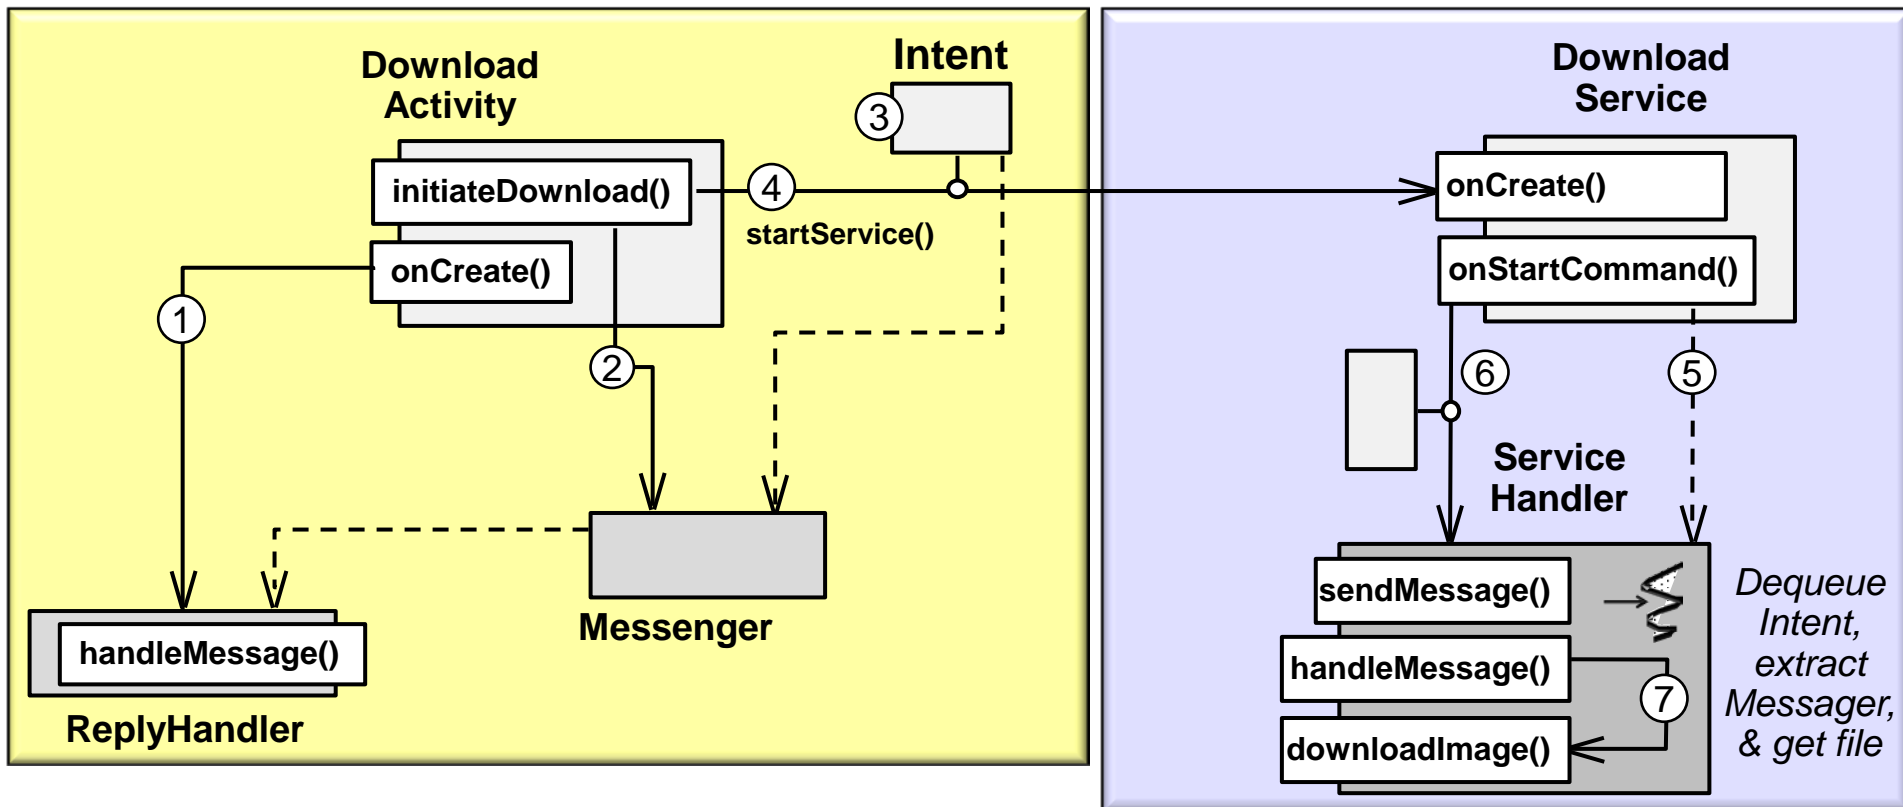 Download
Activity
Intent
3
initiateDownload()
4
startService()
onCreate()
1
2
Messenger
handleMessage()
ReplyHandler
Download
Service
onCreate()
onStartCommand()
6
5
Service
Handler
sendMessage()
handleMessage()
7
downloadImage()
Dequeue
Intent,
extract
Messager,
& get file